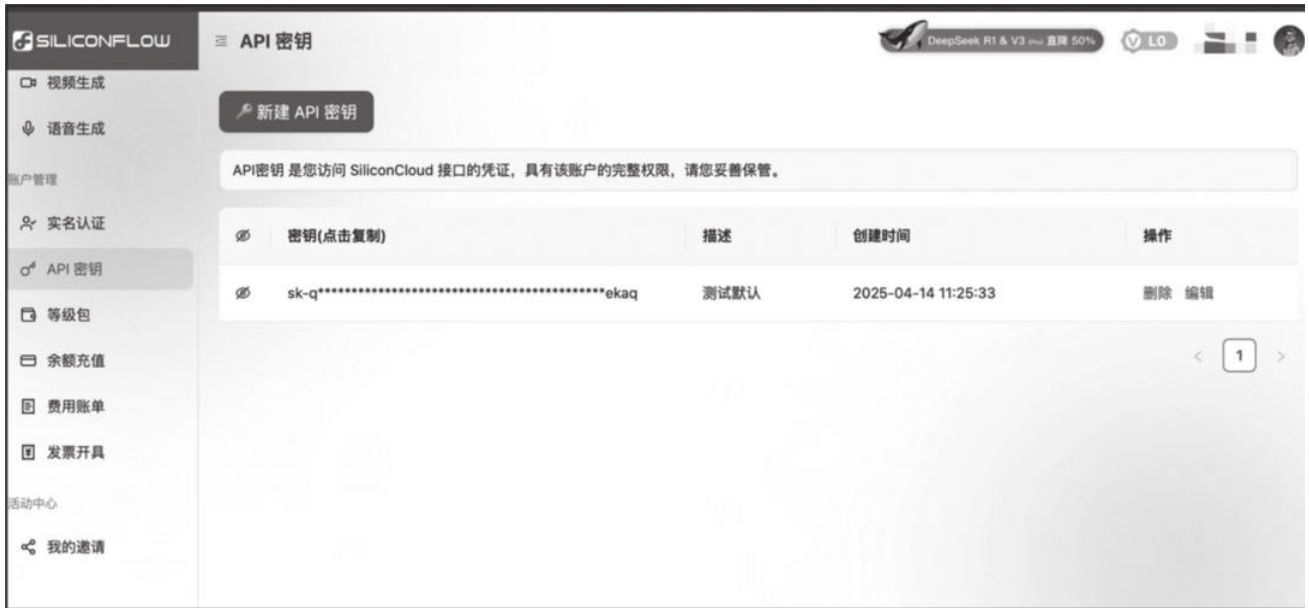 SILICONFLOW
API 密钥
DeepSeek R1 & V3 直降 50%
L0
视频生成
语音生成
账户管理
实名认证
API 密钥
等级包
余额充值
费用账单
发票开具
活动中心
我的邀请
新建 API 密钥
API密钥 是您访问 SiliconCloud 接口的凭证，具有该账户的完整权限，请您妥善保管。
密钥(点击复制) 描述 创建时间 操作
sk-q*******************************************ekaq 测试默认 2025-04-14 11:25:33 删除 编辑
< 1 >